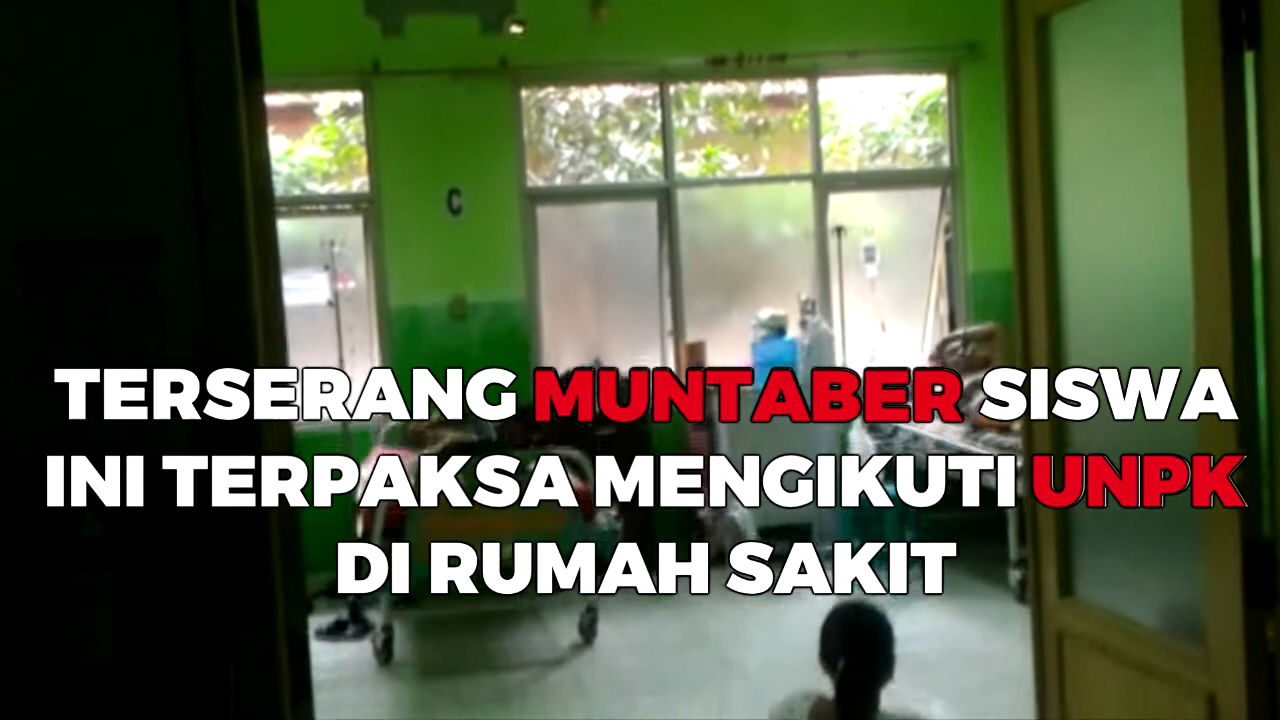 C
TERSERANG MUNTABER SISWA
INI TERPAKSA MENGIKUTI UNPK
DI RUMAH SAKIT